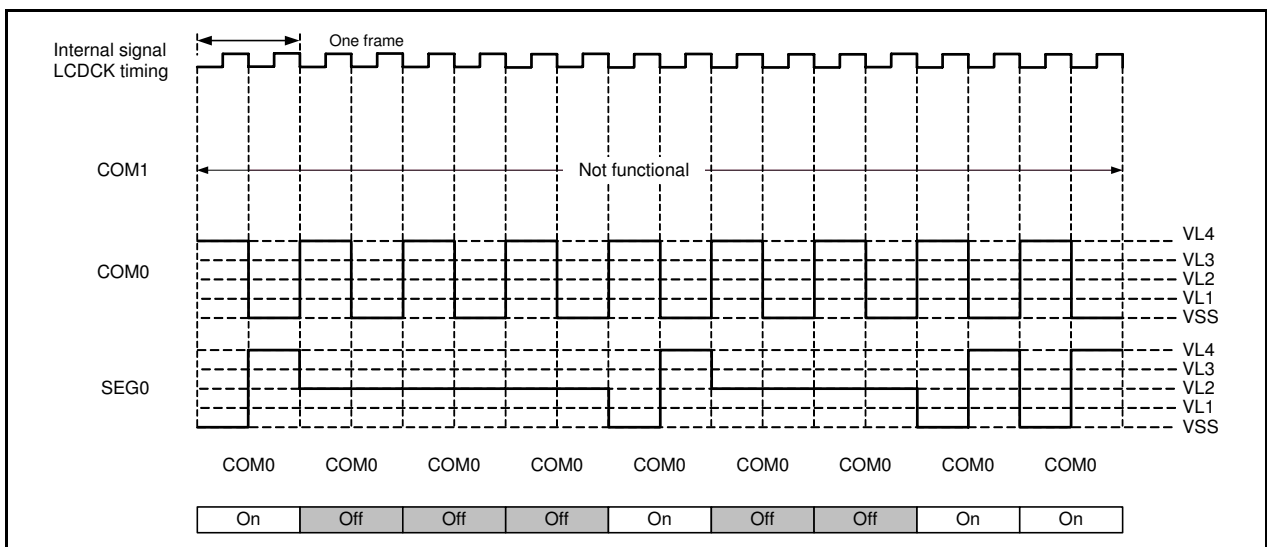 One frame
Internal signal
LCDCK timing
COM1
Not functional
COM0
VL4
VL3
VL2
VL1
VSS
SEG0
VL4
VL3
VL2
VL1
VSS
COM0 COM0 COM0 COM0 COM0 COM0 COM0 COM0 COM0
On Off Off Off On Off Off On On